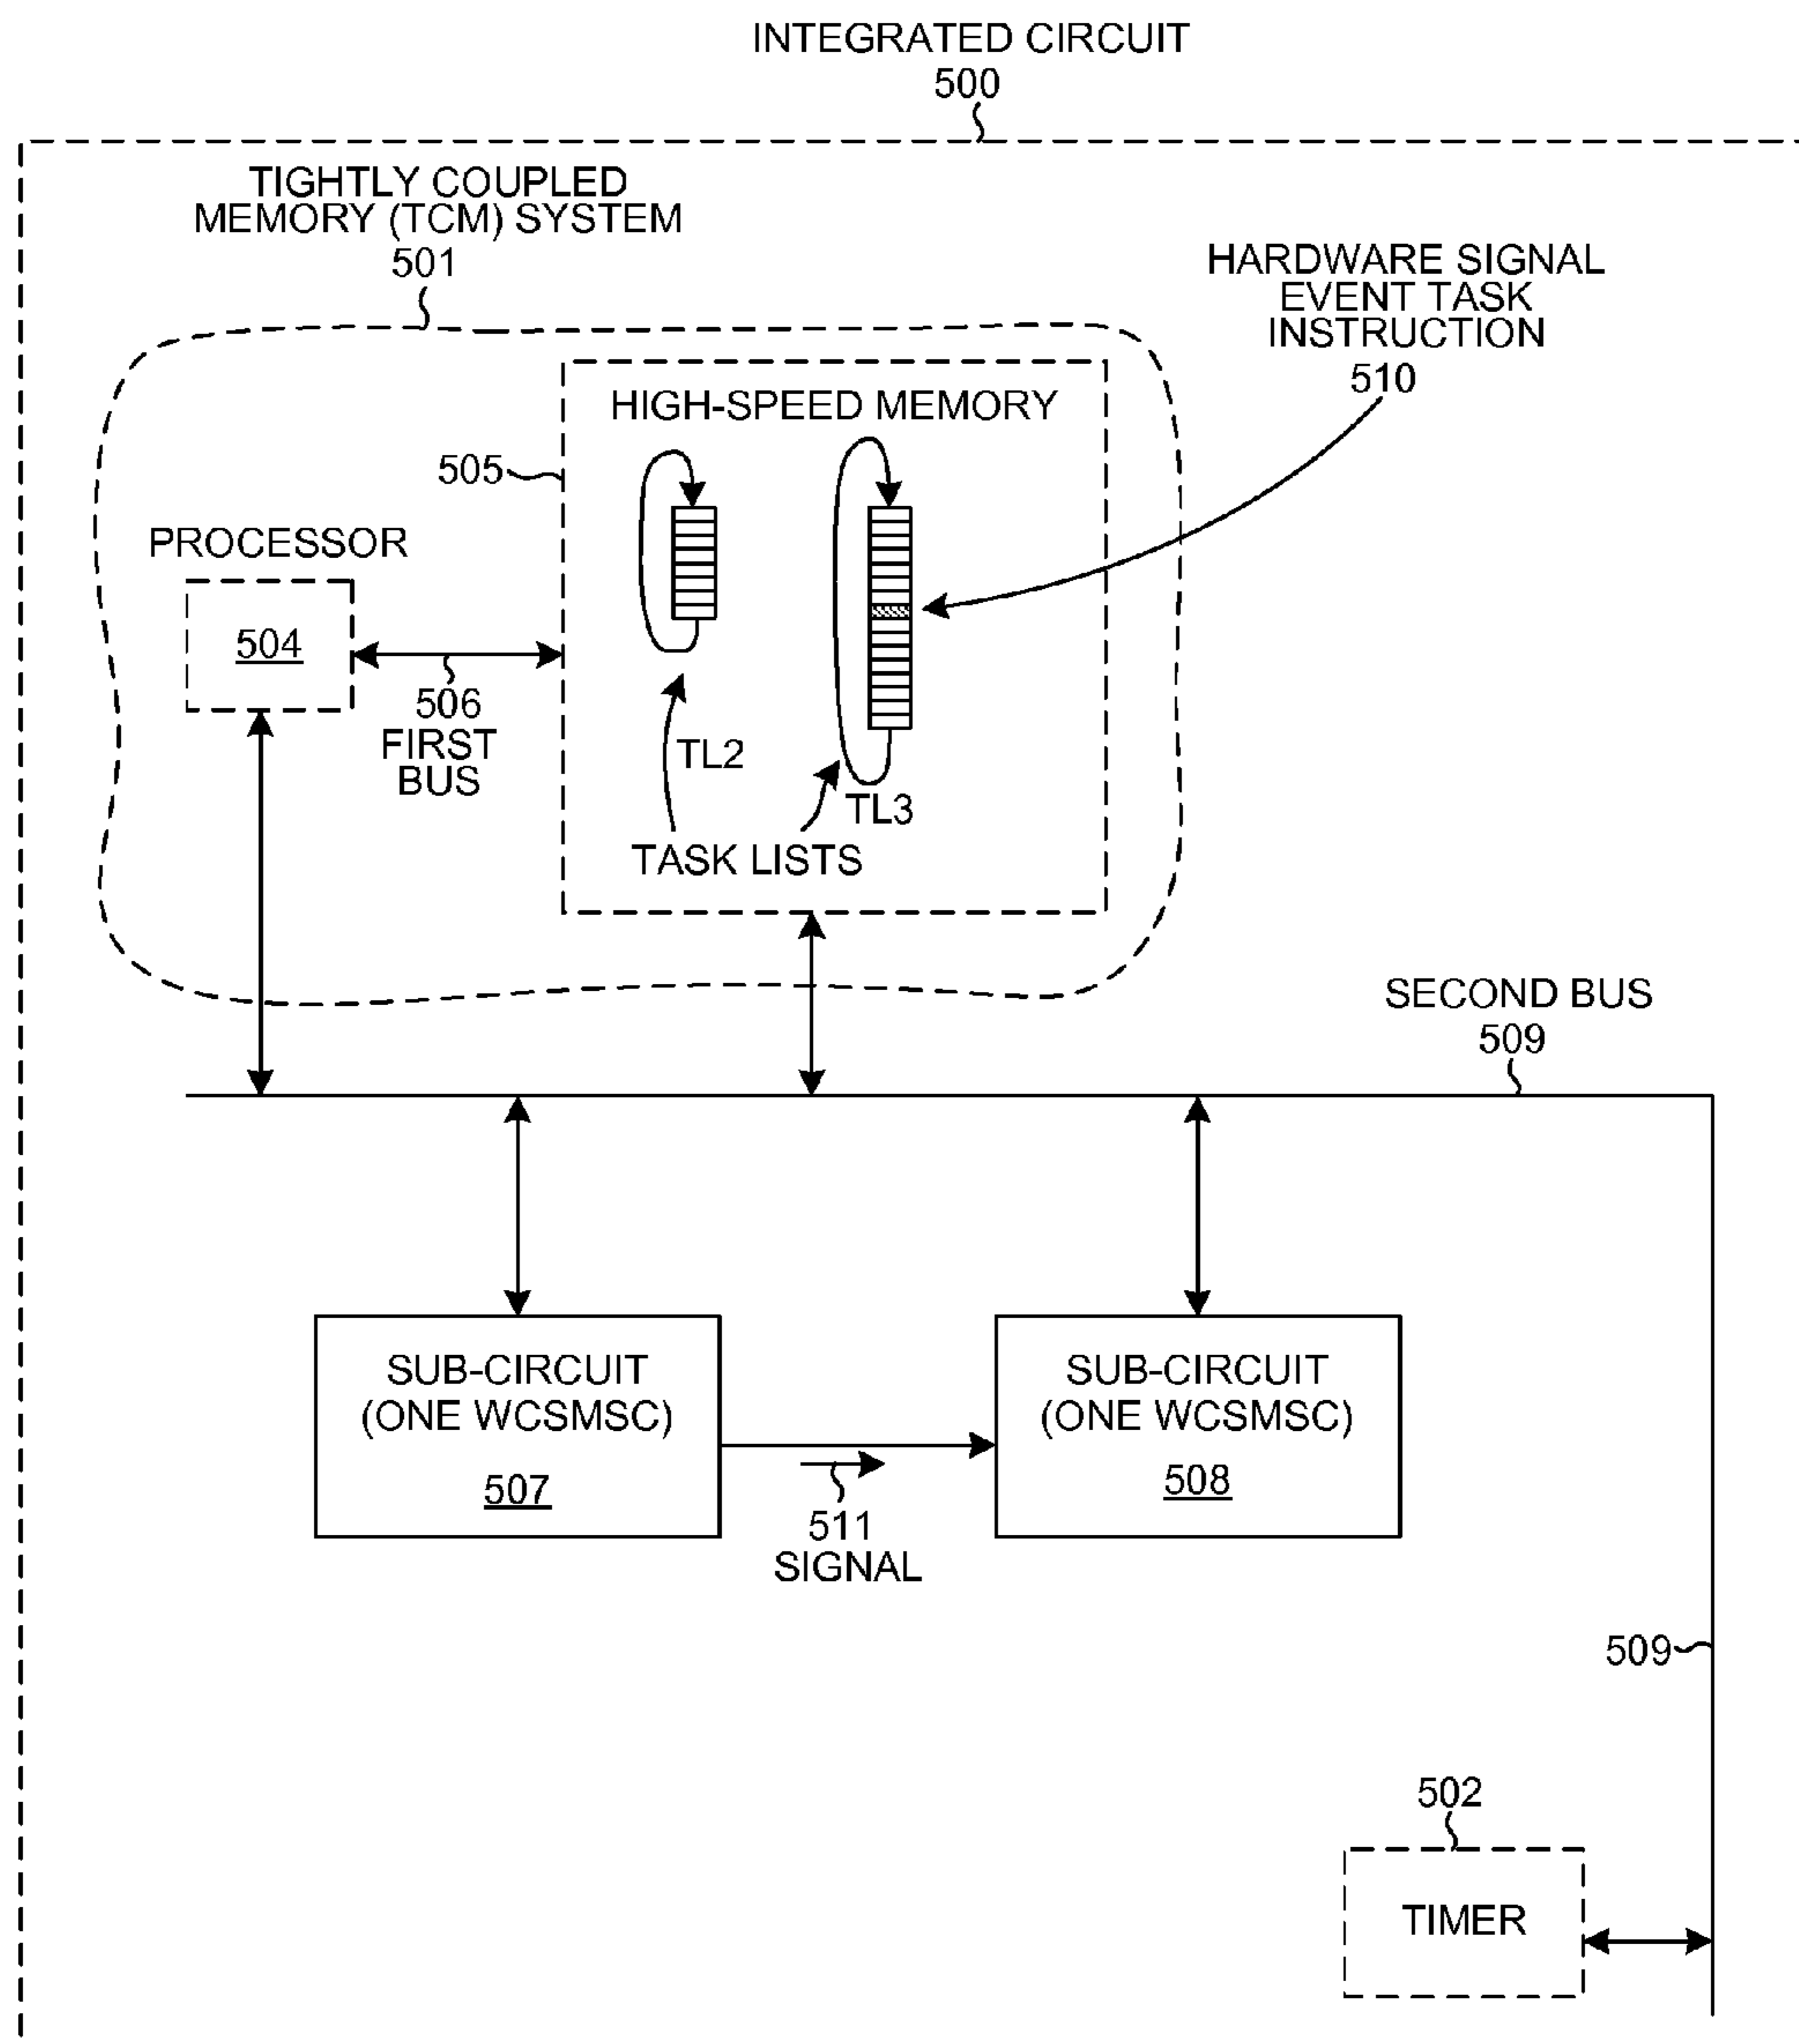 INTEGRATED CIRCUIT
500
TIGHTLY COUPLED
MEMORY (TCM) SYSTEM
501
HARDWARE SIGNAL
EVENT TASK
INSTRUCTION
510
HIGH-SPEED MEMORY
505
PROCESSOR
504
506
FIRST
BUS
TL2
TL3
TASK LISTS
SECOND BUS
509
SUB-CIRCUIT
(ONE WCSMSC)
507
SUB-CIRCUIT
(ONE WCSMSC)
508
511
SIGNAL
509
502
TIMER